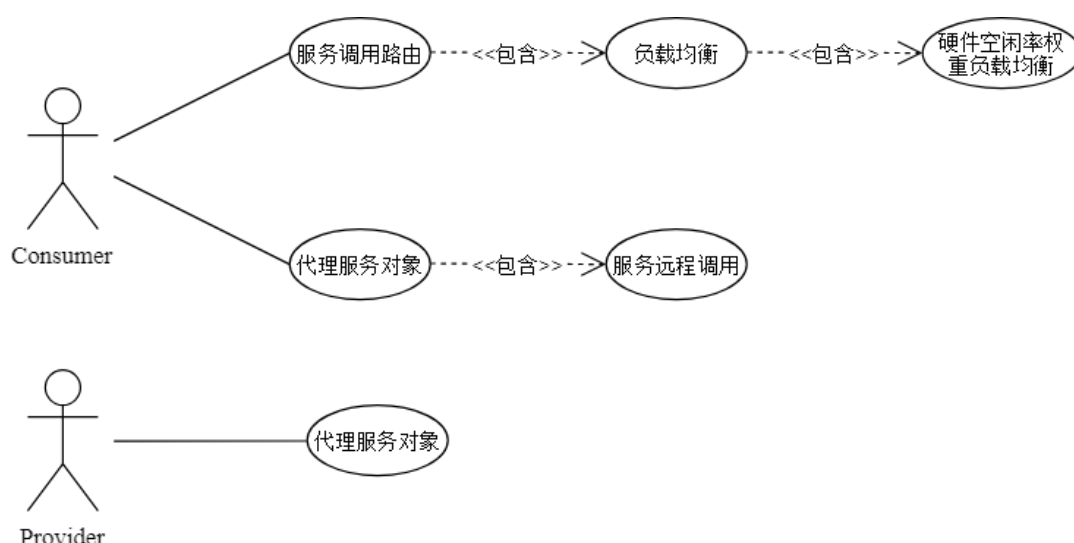 服务调用路由
<<包含>>
负载均衡
<<包含>>
硬件空闲率权
重负载均衡
Consumer
代理服务对象
<<包含>>
服务远程调用
代理服务对象
Provider